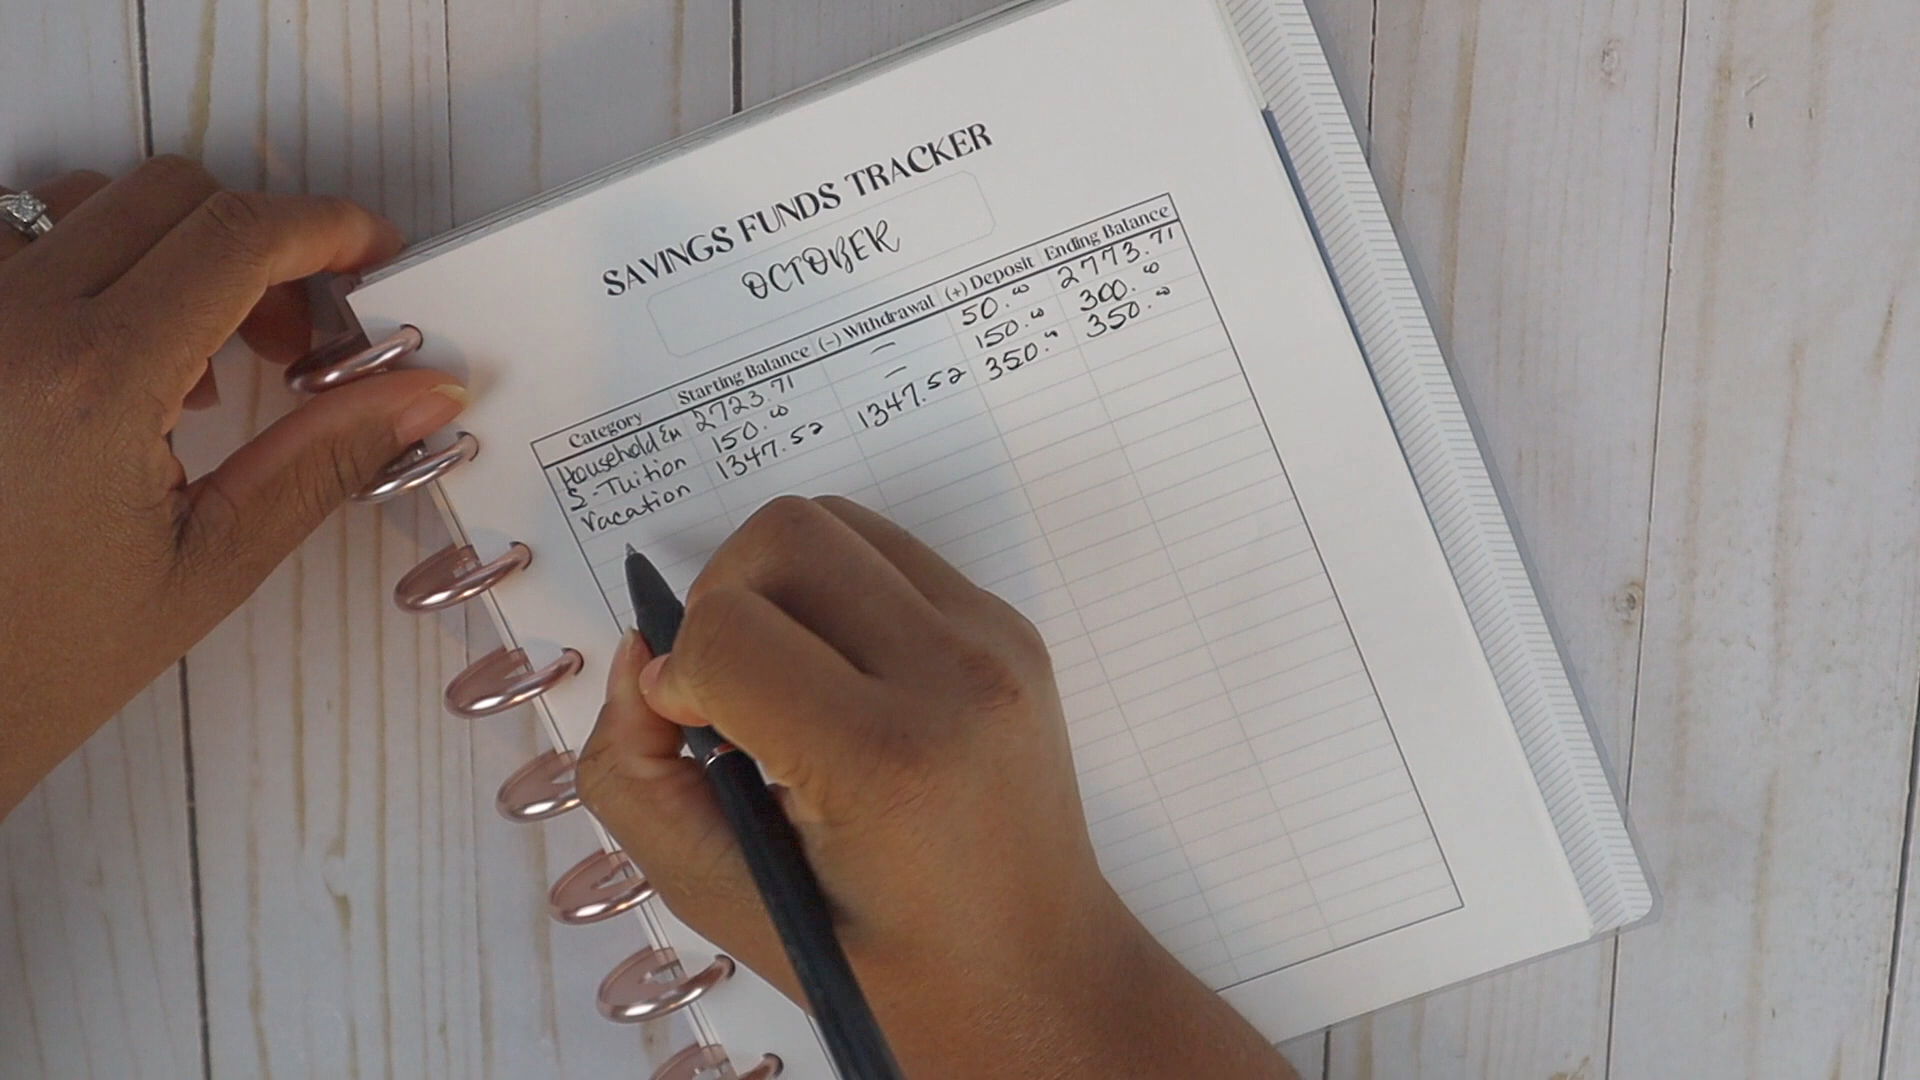 SAVINGS FUNDS TRACKER
OCTOBER
Category Starting Balance (-) Withdrawal (+) Deposit Ending Balance
Household Em 2723.71 — 50.00 2773.71
S-Tuition 150.00 — 150.00 300.00
Vacation 1347.52 1347.52 350.00 350.00